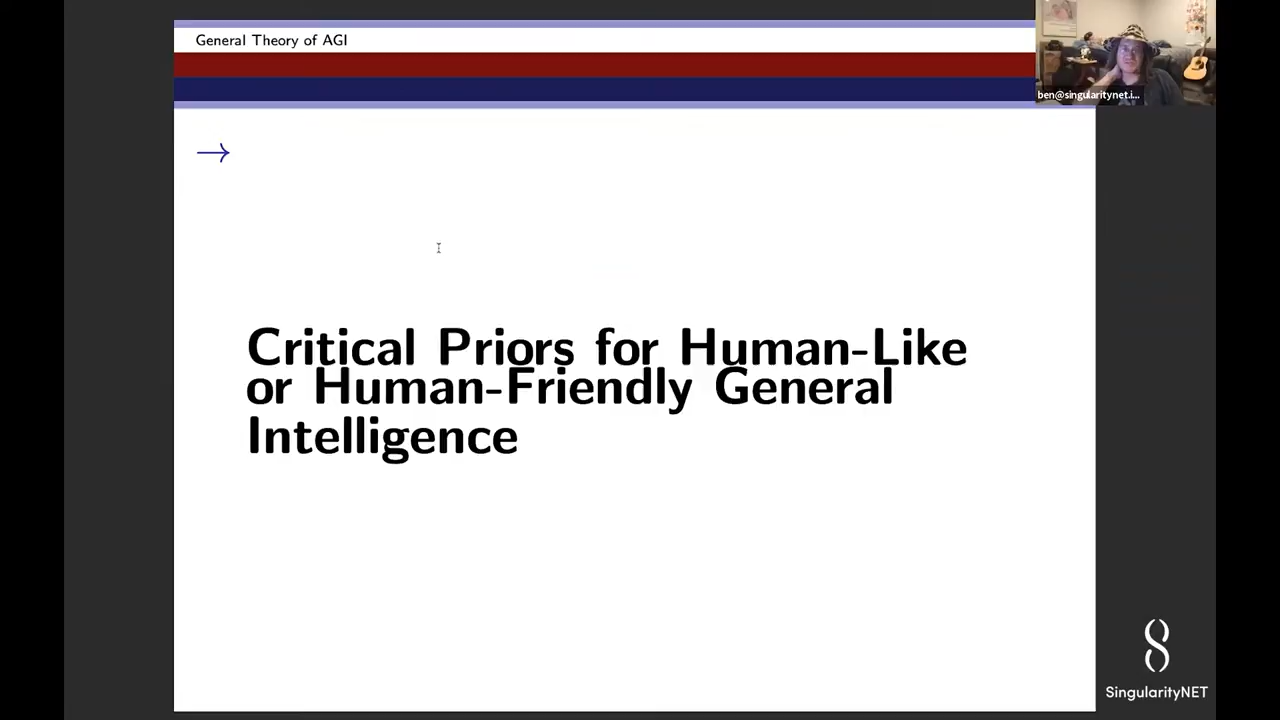 General Theory of AGI
ben@singularitynet.i...
→
Critical Priors for Human-Like
or Human-Friendly General
Intelligence
SingularityNET